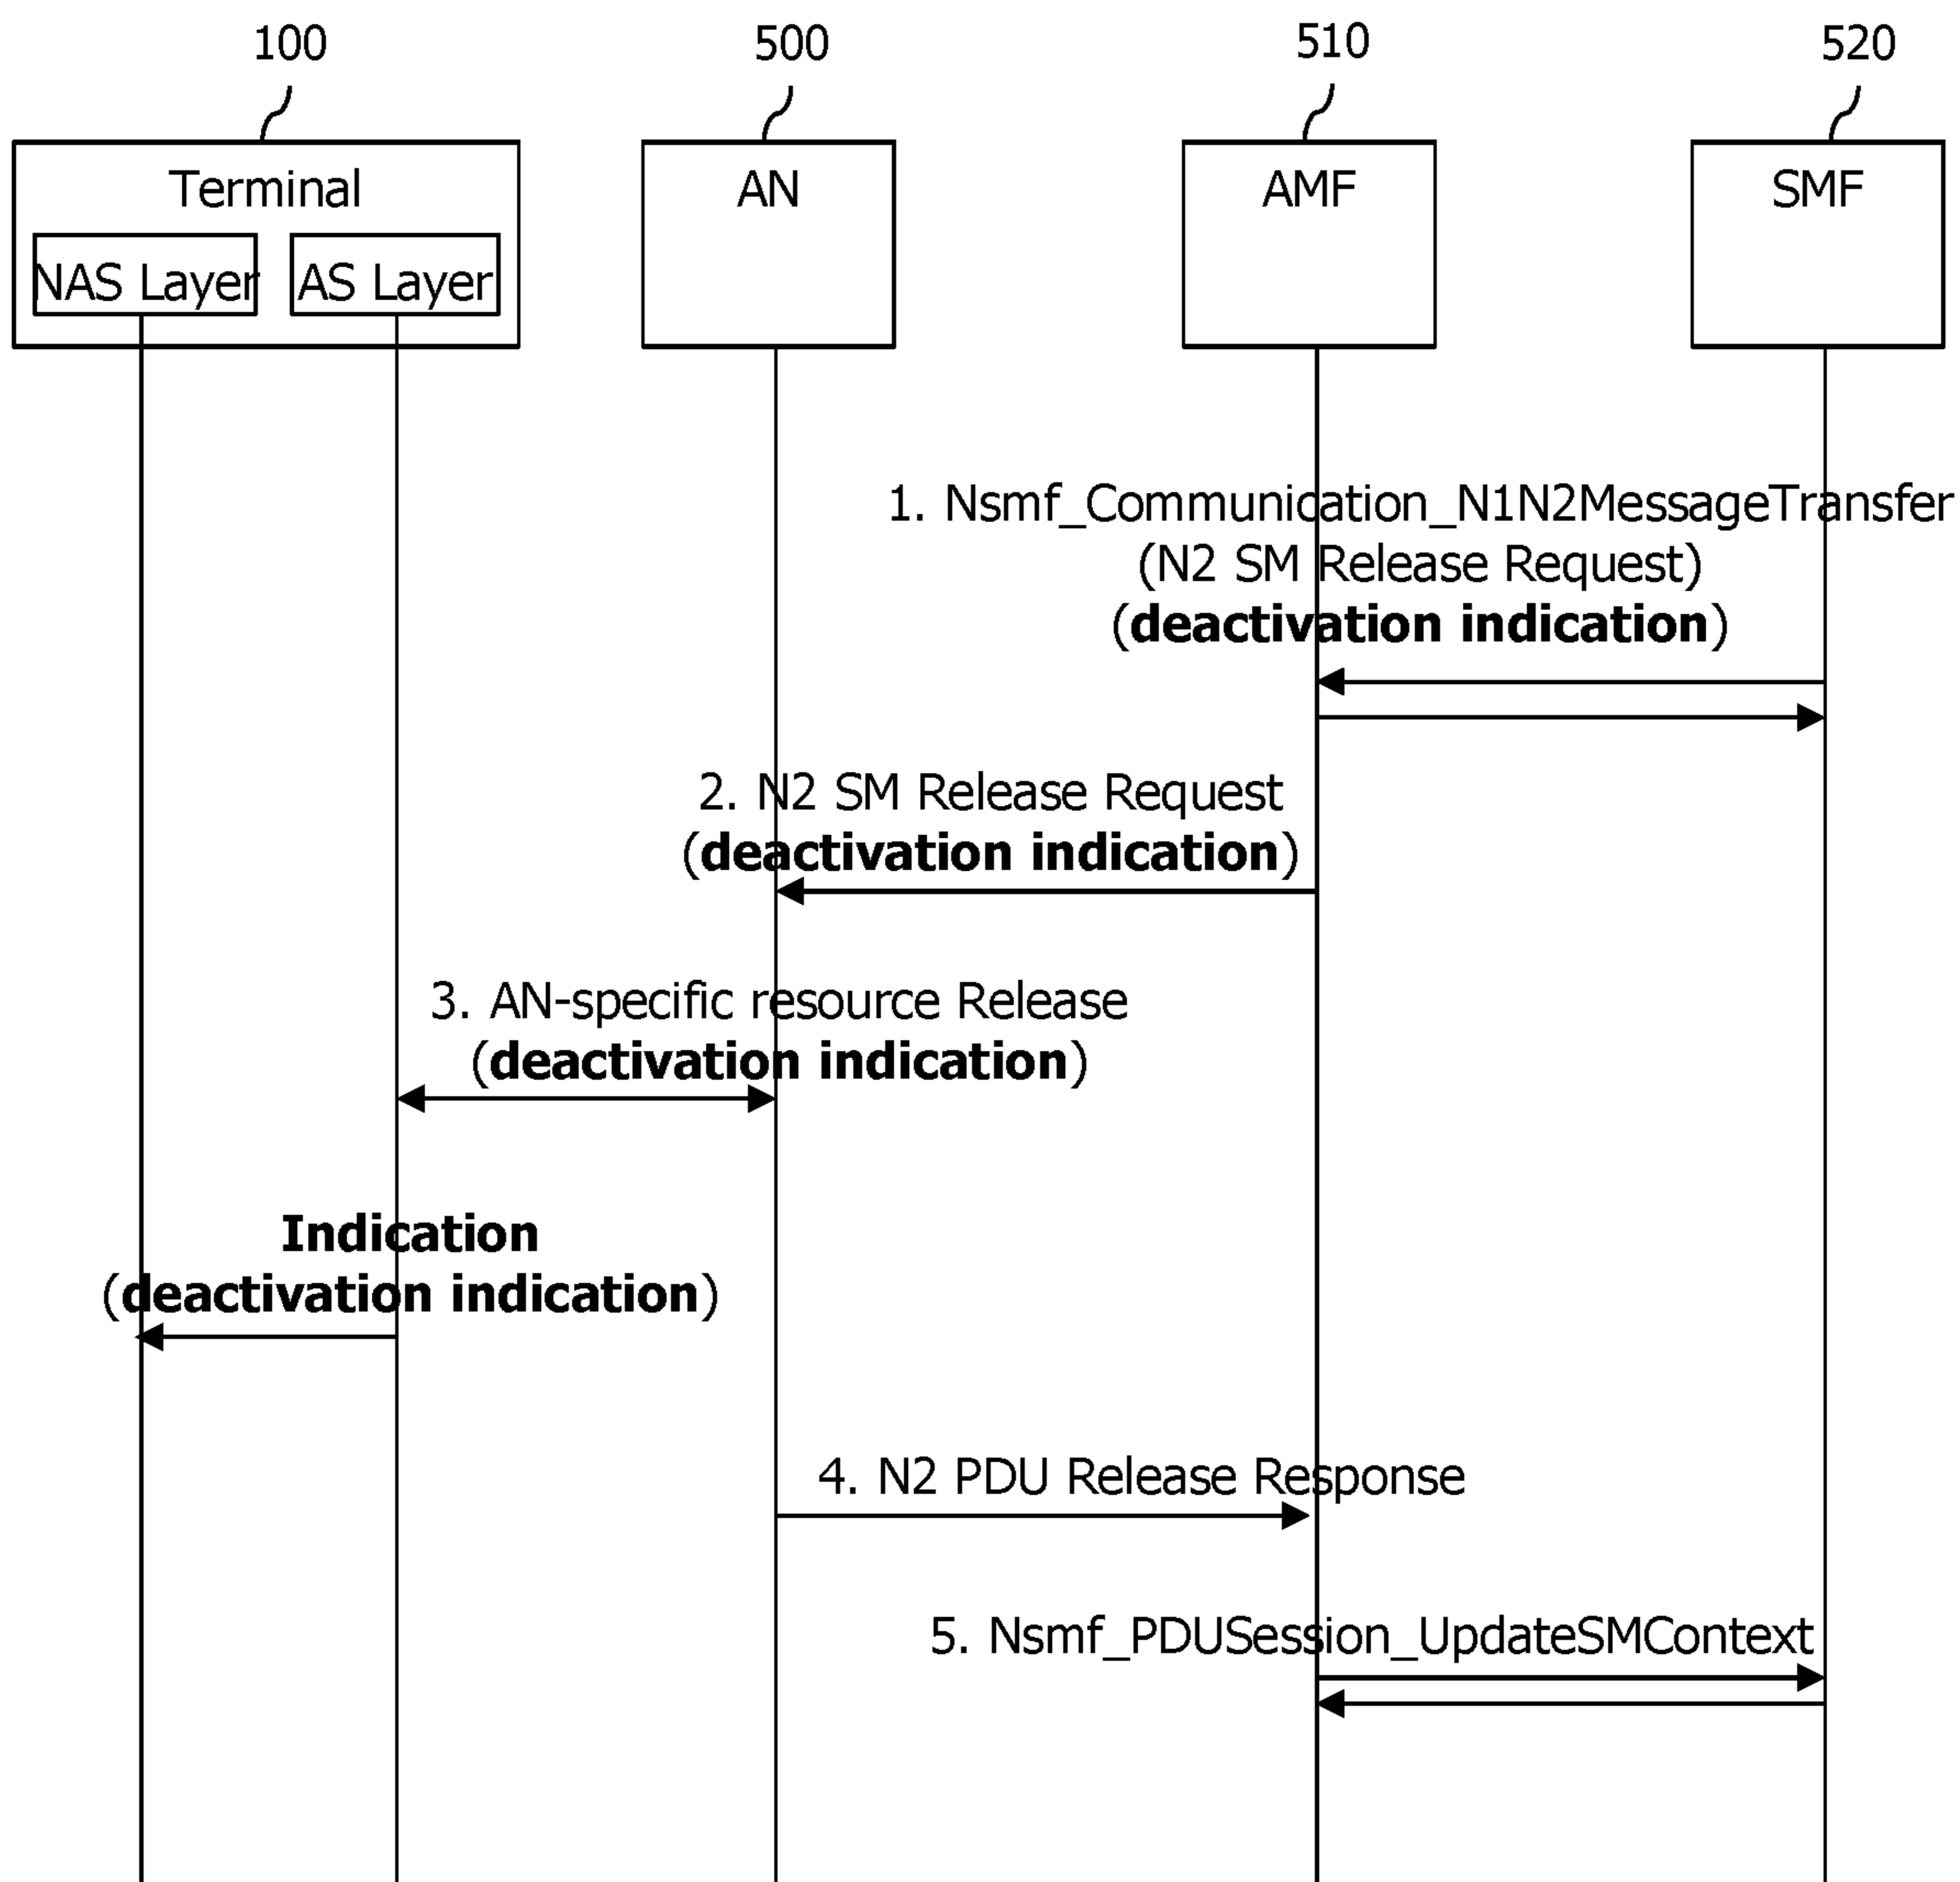 100
500
510
520
Terminal
AN
AMF
SMF
NAS Layer
AS Layer
1. Nsmf_Communication_N1N2MessageTransfer
(N2 SM Release Request)
(deactivation indication)
2. N2 SM Release Request
(deactivation indication)
3. AN-specific resource Release
(deactivation indication)
Indication
(deactivation indication)
4. N2 PDU Release Response
5. Nsmf_PDUSession_UpdateSMContext